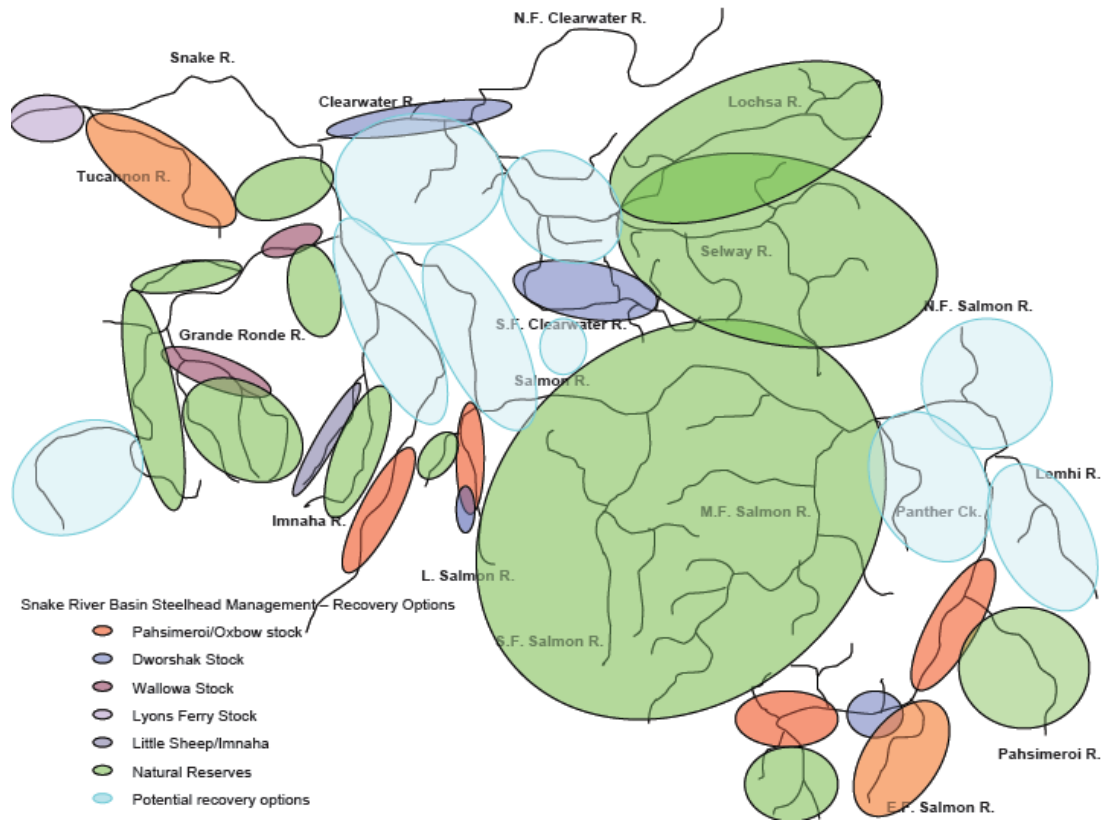 N.F. Clearwater R.
Snake R.
Clearwater R.
Lochsa R.
Tucannon R.
Selway R.
N.F. Salmon R.
S.F. Clearwater R.
Grande Ronde R.
Salmon R.
Lemhi R.
M.F. Salmon R.
Panther Ck.
Imnaha R.
L. Salmon R.
S.F. Salmon R.
Pahsimeroi R.
E.F. Salmon R.
Snake River Basin Steelhead Management – Recovery Options
Pahsimeroi/Oxbow stock
Dworshak Stock
Wallowa Stock
Lyons Ferry Stock
Little Sheep/Imnaha
Natural Reserves
Potential recovery options